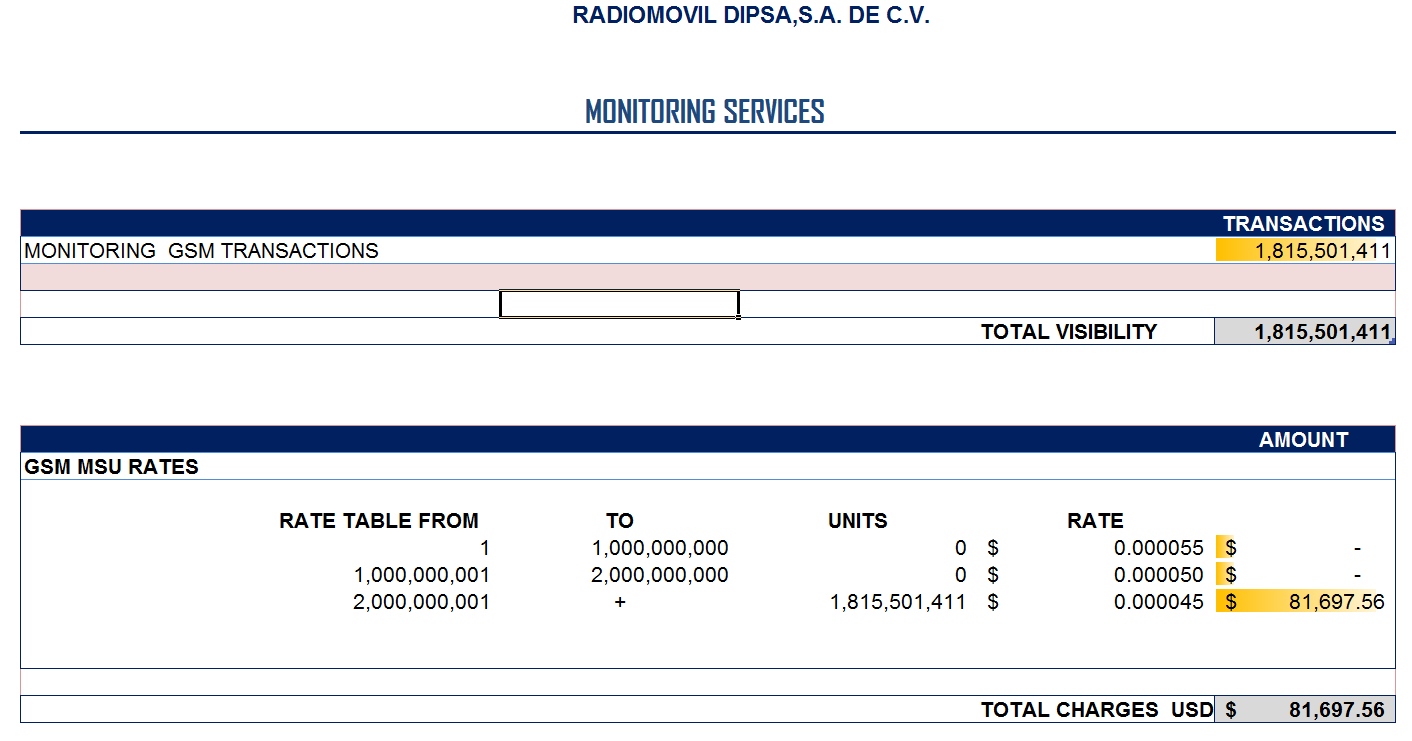 RADIOMOVIL DIPSA,S.A. DE C.V.
MONITORING SERVICES
TRANSACTIONS
MONITORING  GSM TRANSACTIONS 1,815,501,411
TOTAL VISIBILITY 1,815,501,411
AMOUNT
GSM MSU RATES
RATE TABLE FROM TO UNITS RATE
1 1,000,000,000 0 $ 0.000055 $ -
1,000,000,001 2,000,000,000 0 $ 0.000050 $ -
2,000,000,001 + 1,815,501,411 $ 0.000045 $ 81,697.56
TOTAL CHARGES  USD $ 81,697.56